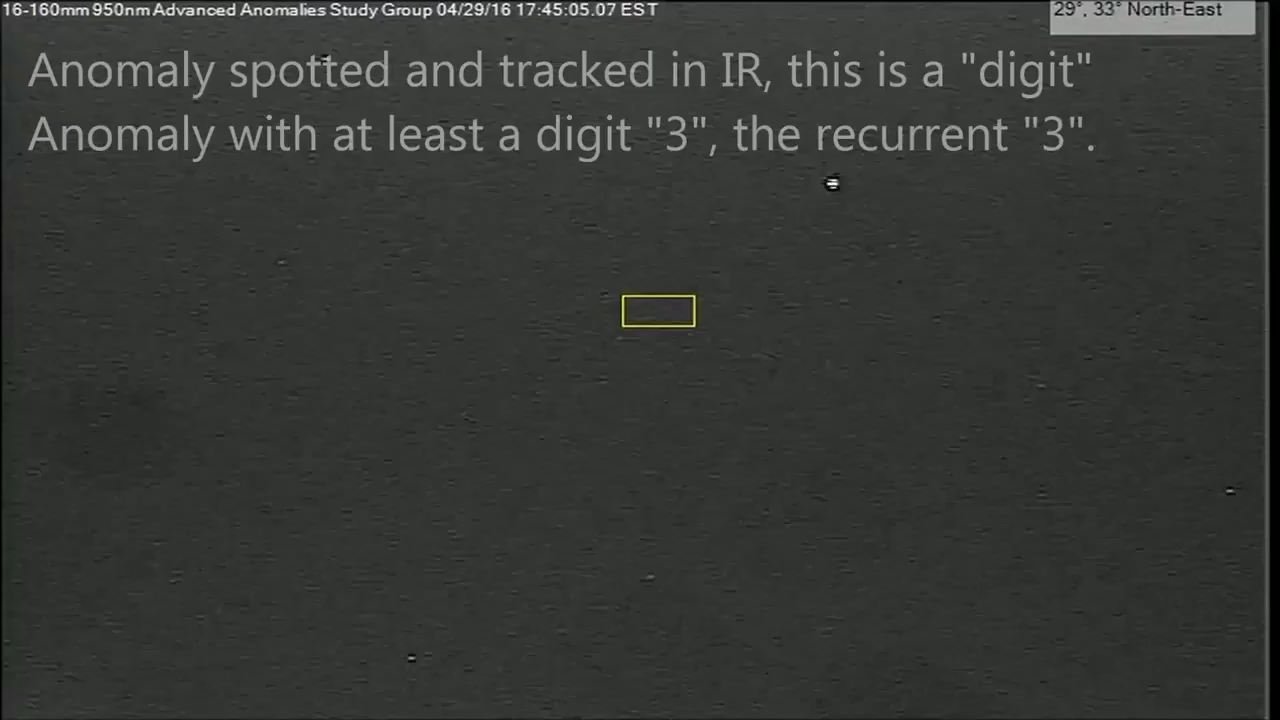 16-160mm 950nm Advanced Anomalies Study Group 04/29/16 17:45:05.07 EST
29°, 33° North-East
Anomaly spotted and tracked in IR, this is a "digit"
Anomaly with at least a digit "3", the recurrent "3".